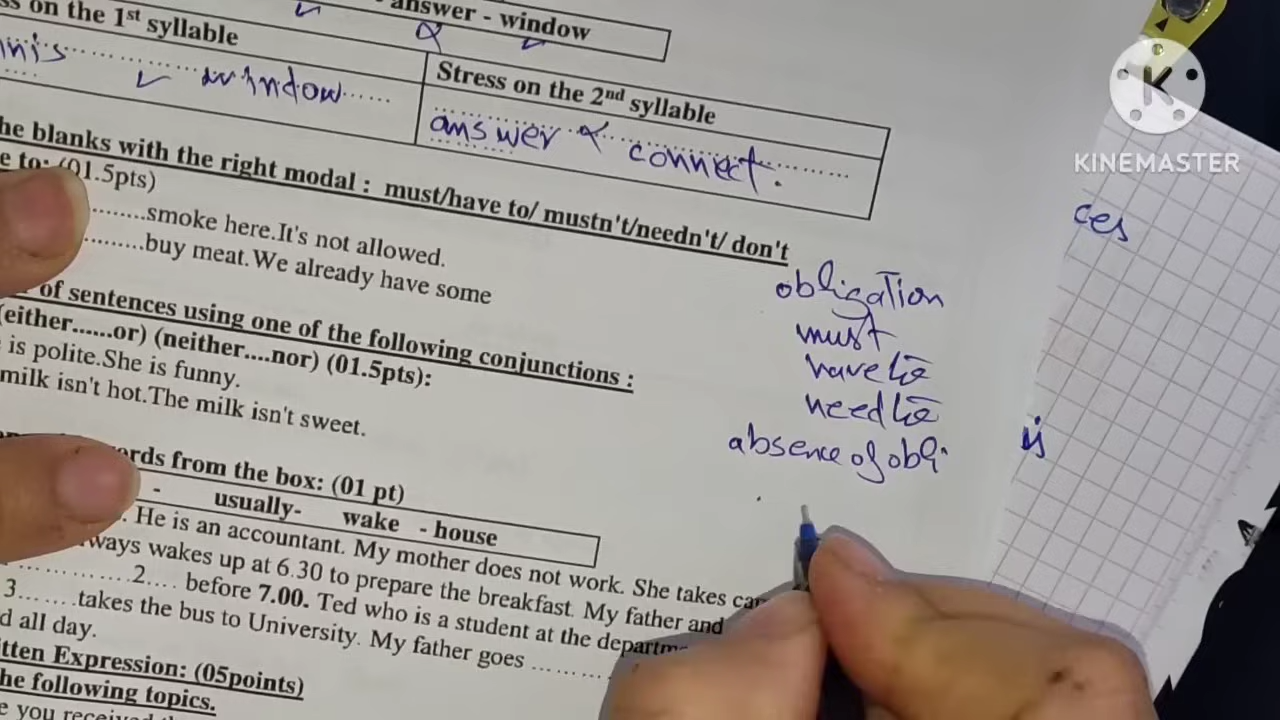 answer - window
on the 1st syllable
Stress on the 2nd syllable
window
answer connect.
he blanks with the right modal : must/have to/ mustn't/needn't/ don't
e to: (01.5pts)
.........smoke here.It's not allowed.
.........buy meat.We already have some
of sentences using one of the following conjunctions :
(either......or) (neither....nor) (01.5pts):
is polite.She is funny.
milk isn't hot.The milk isn't sweet.
obligation
must
have to
need to
absence of obli
ces
is
rds from the box: (01 pt)
- usually- wake - house
. He is an accountant. My mother does not work. She takes
ways wakes up at 6.30 to prepare the breakfast. My father and
..............2.... before 7.00. Ted who is a student at the
3.......takes the bus to University. My father goes ..........
d all day.
itten Expression: (05points)
he following topics.
you received
KINEMASTER